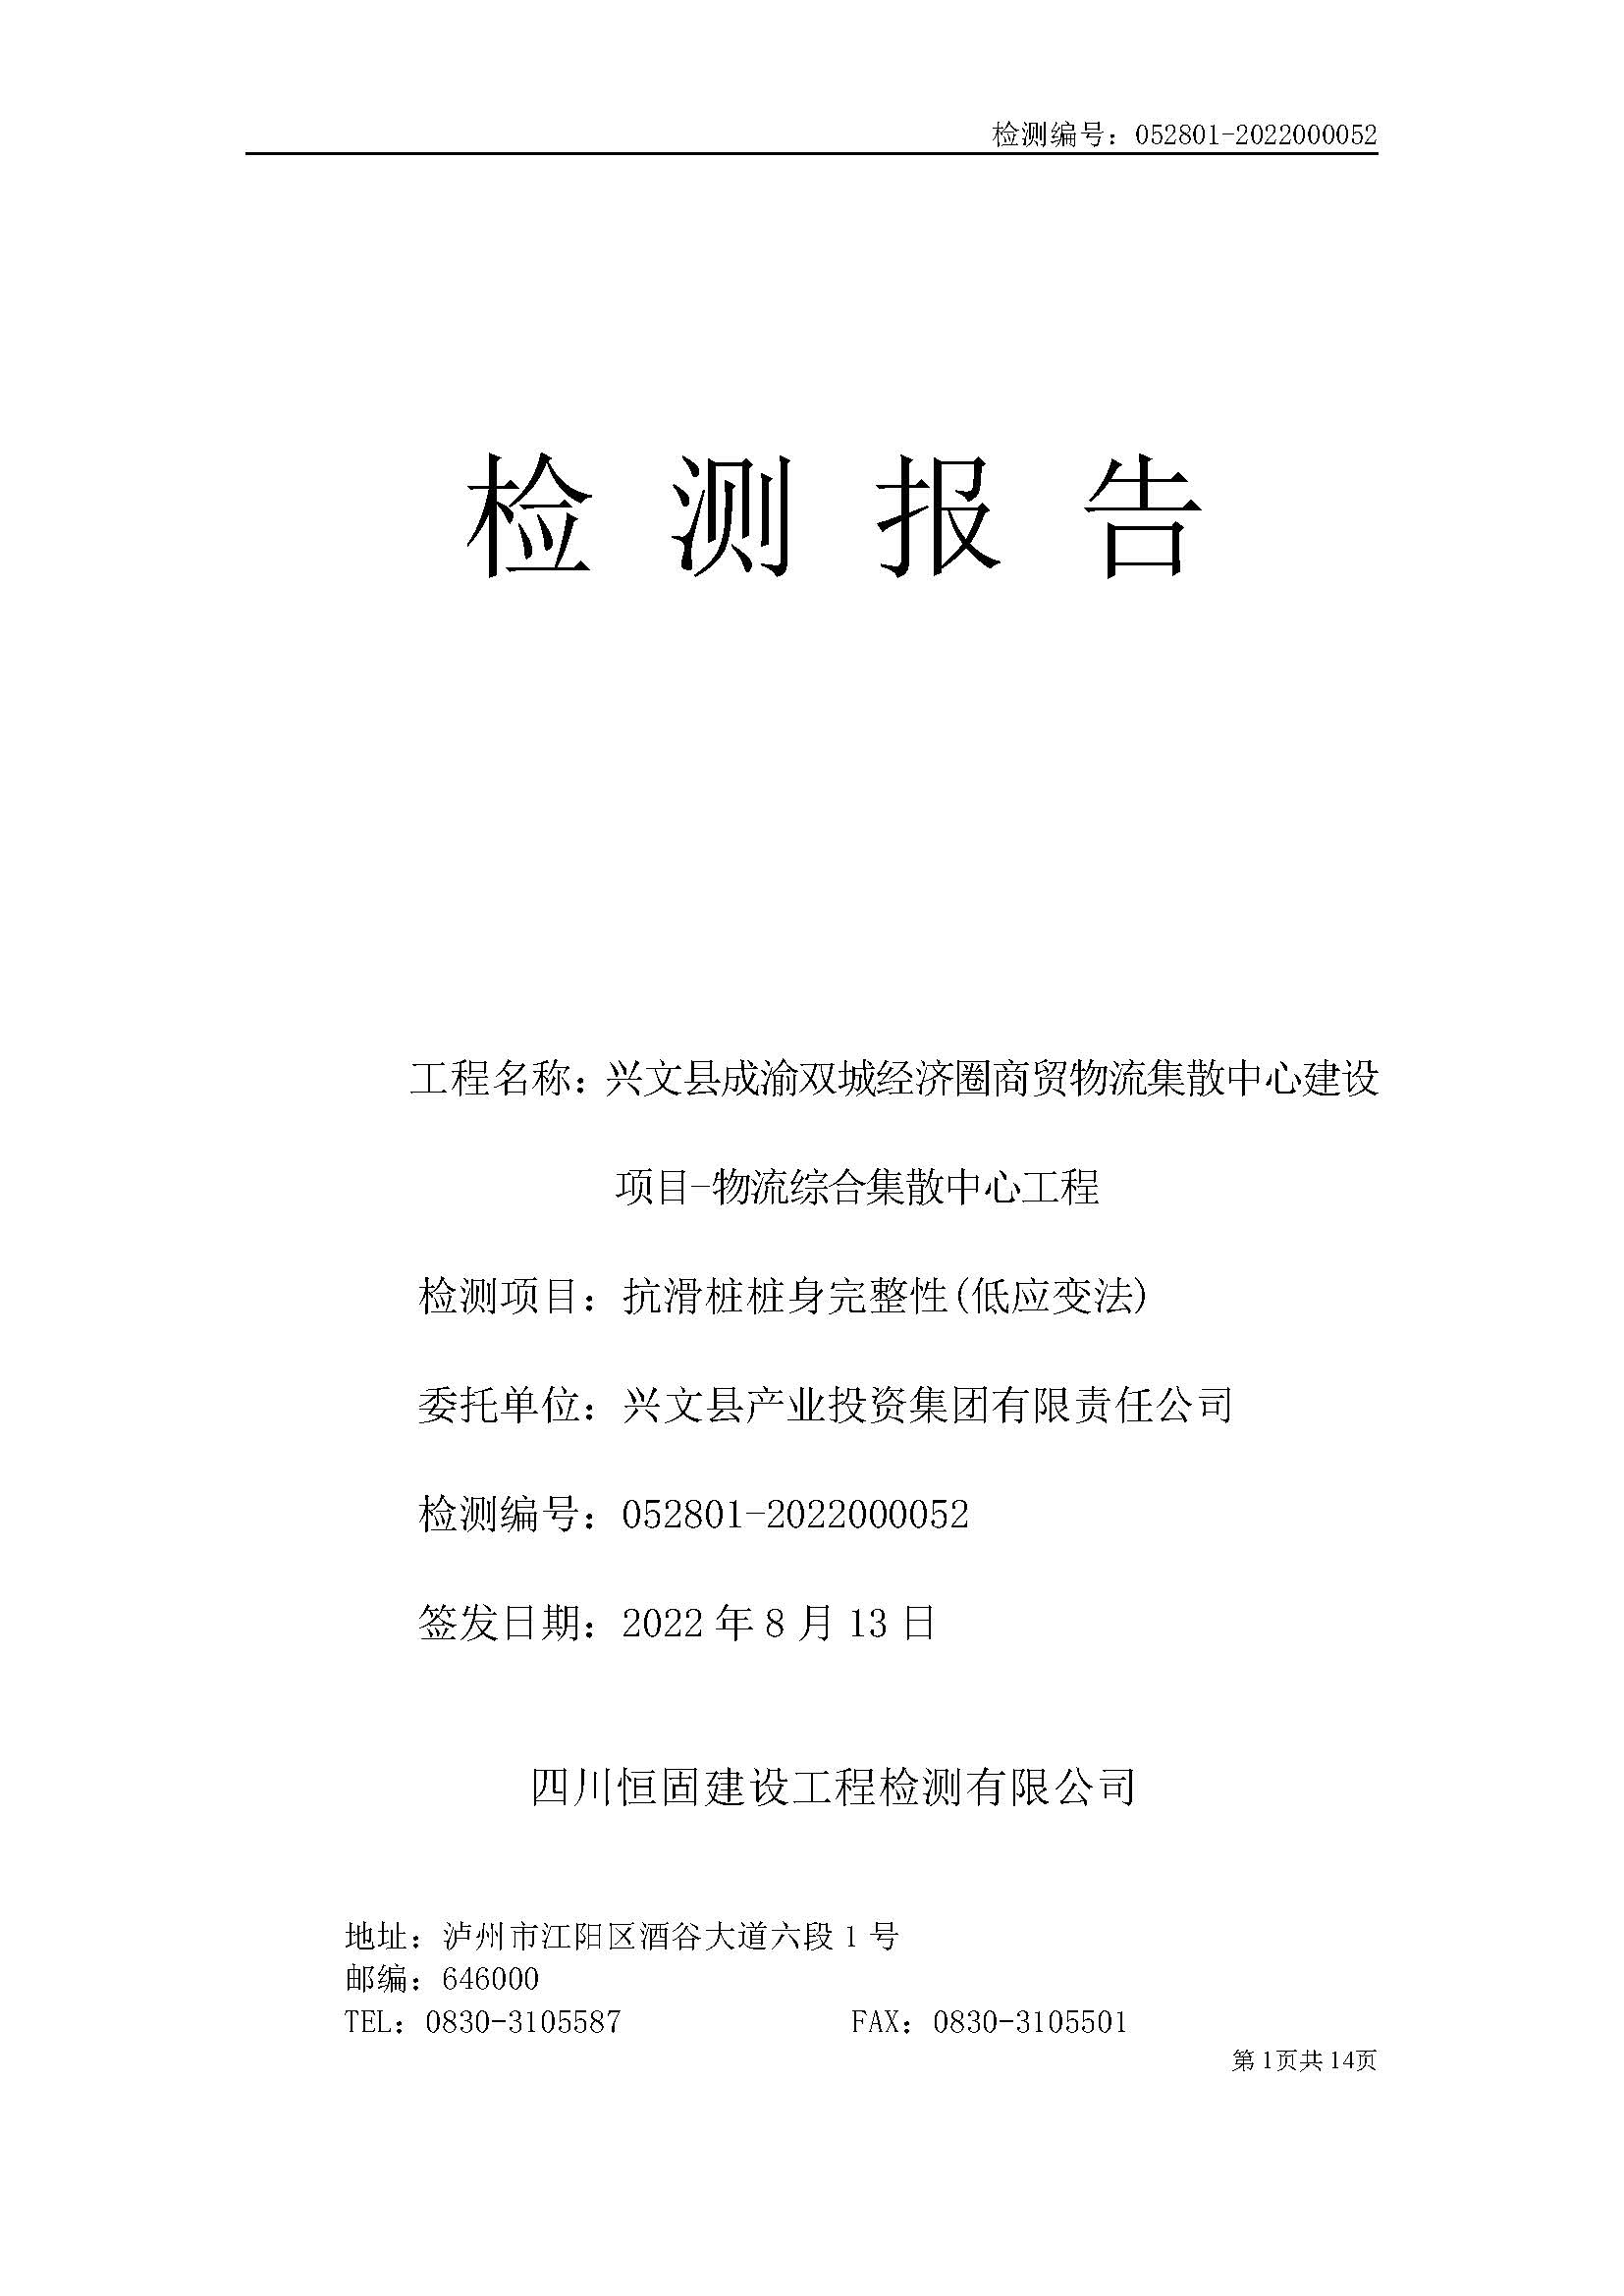 检测编号：052801-2022000052
检测报告
工程名称：兴文县成渝双城经济圈商贸物流集散中心建设
项目-物流综合集散中心工程
检测项目：抗滑桩桩身完整性(低应变法)
委托单位：兴文县产业投资集团有限责任公司
检测编号：052801-2022000052
签发日期：2022 年 8 月 13 日
四川恒固建设工程检测有限公司
地址：泸州市江阳区酒谷大道六段 1 号
邮编：646000
TEL：0830-3105587 FAX：0830-3105501
第 1页共 14页